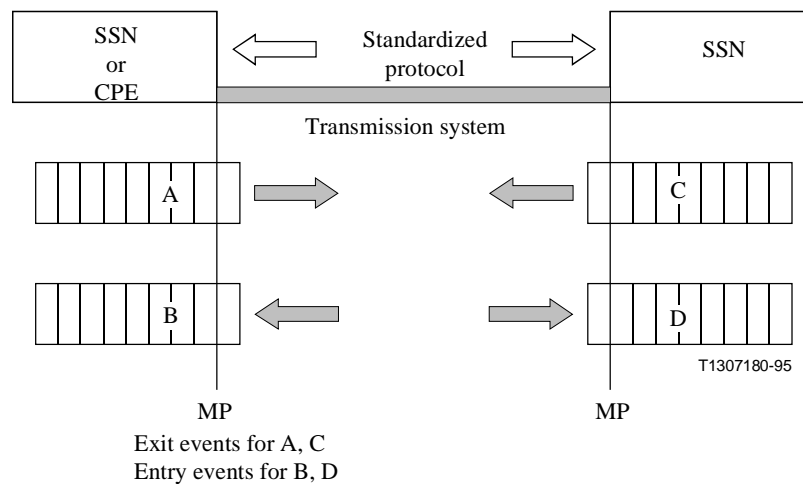 SSN
or
CPE
Standardized
protocol
SSN
Transmission system
A
C
B
D
T1307180-95
MP
MP
Exit events for A, C
Entry events for B, D